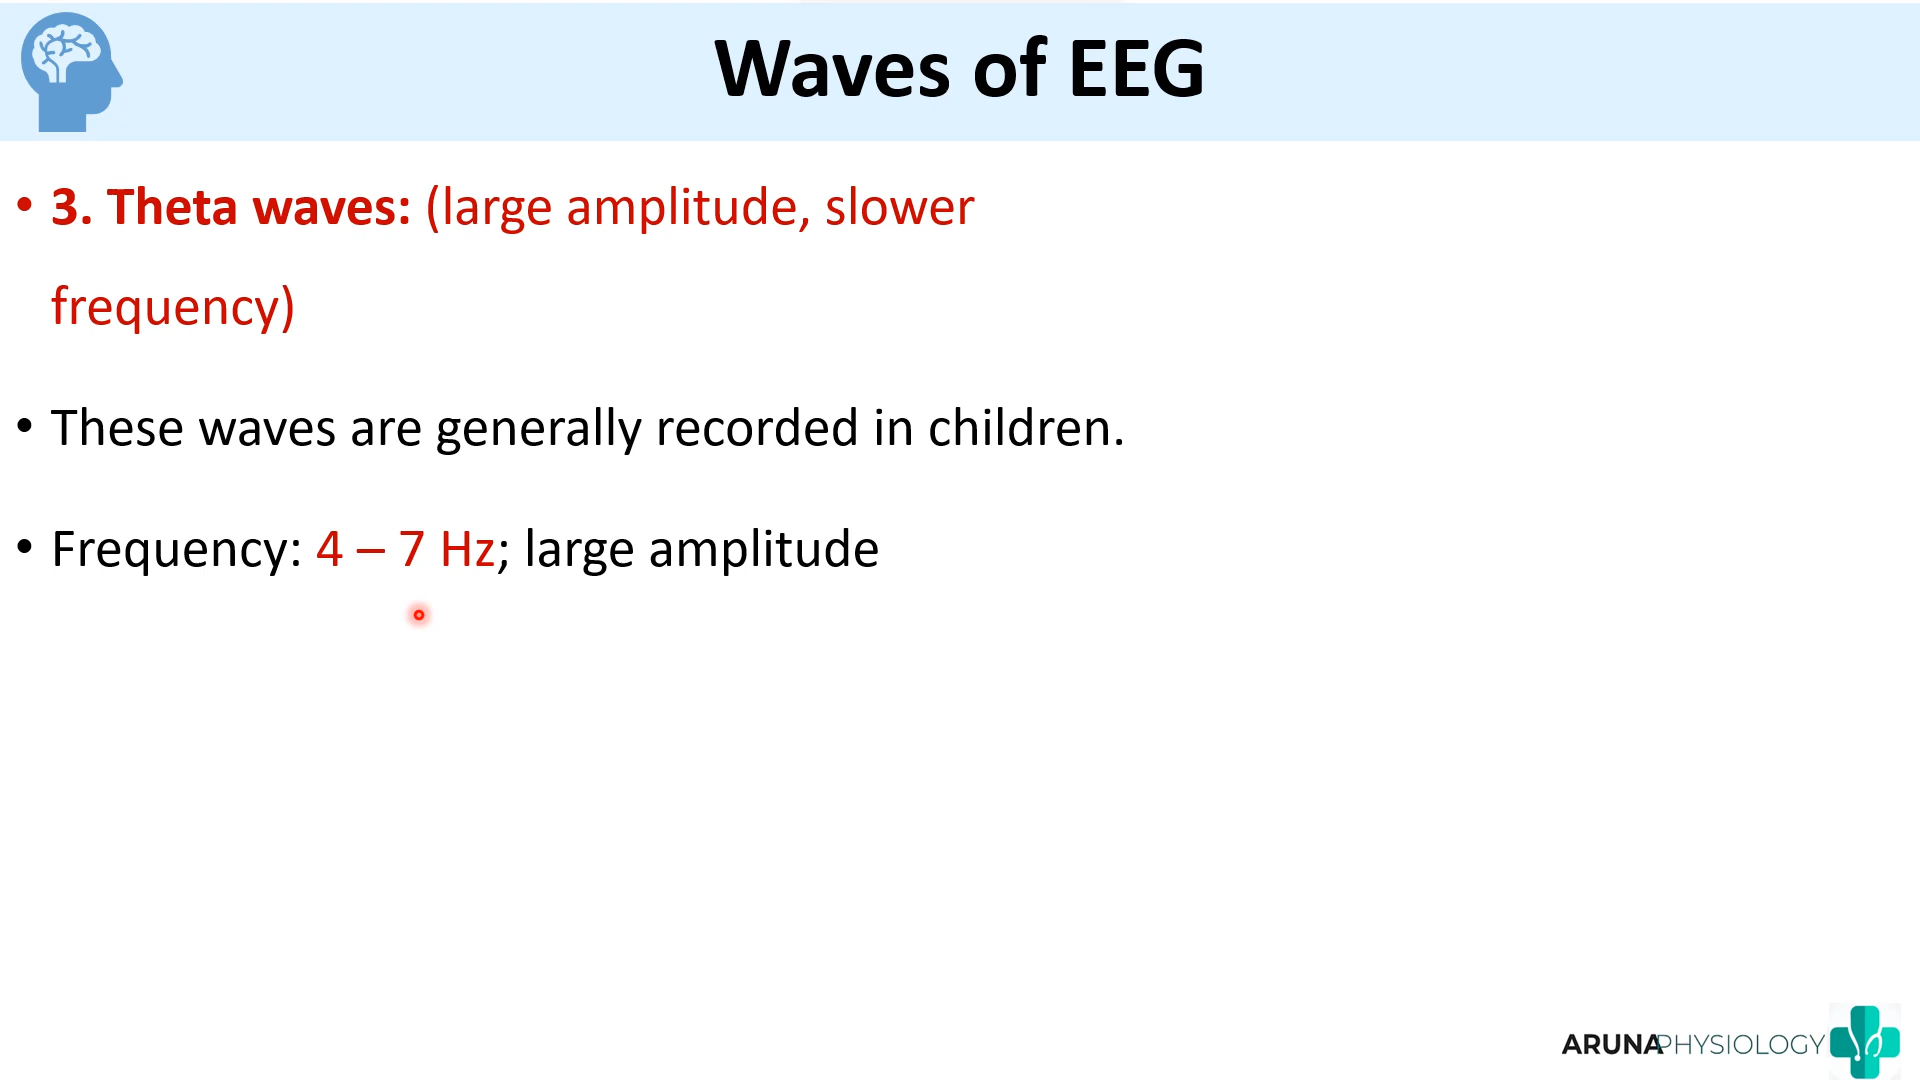 Waves of EEG
• 3. Theta waves: (large amplitude, slower
frequency)
• These waves are generally recorded in children.
• Frequency: 4 – 7 Hz; large amplitude
ARUNAPHYSIOLOGY